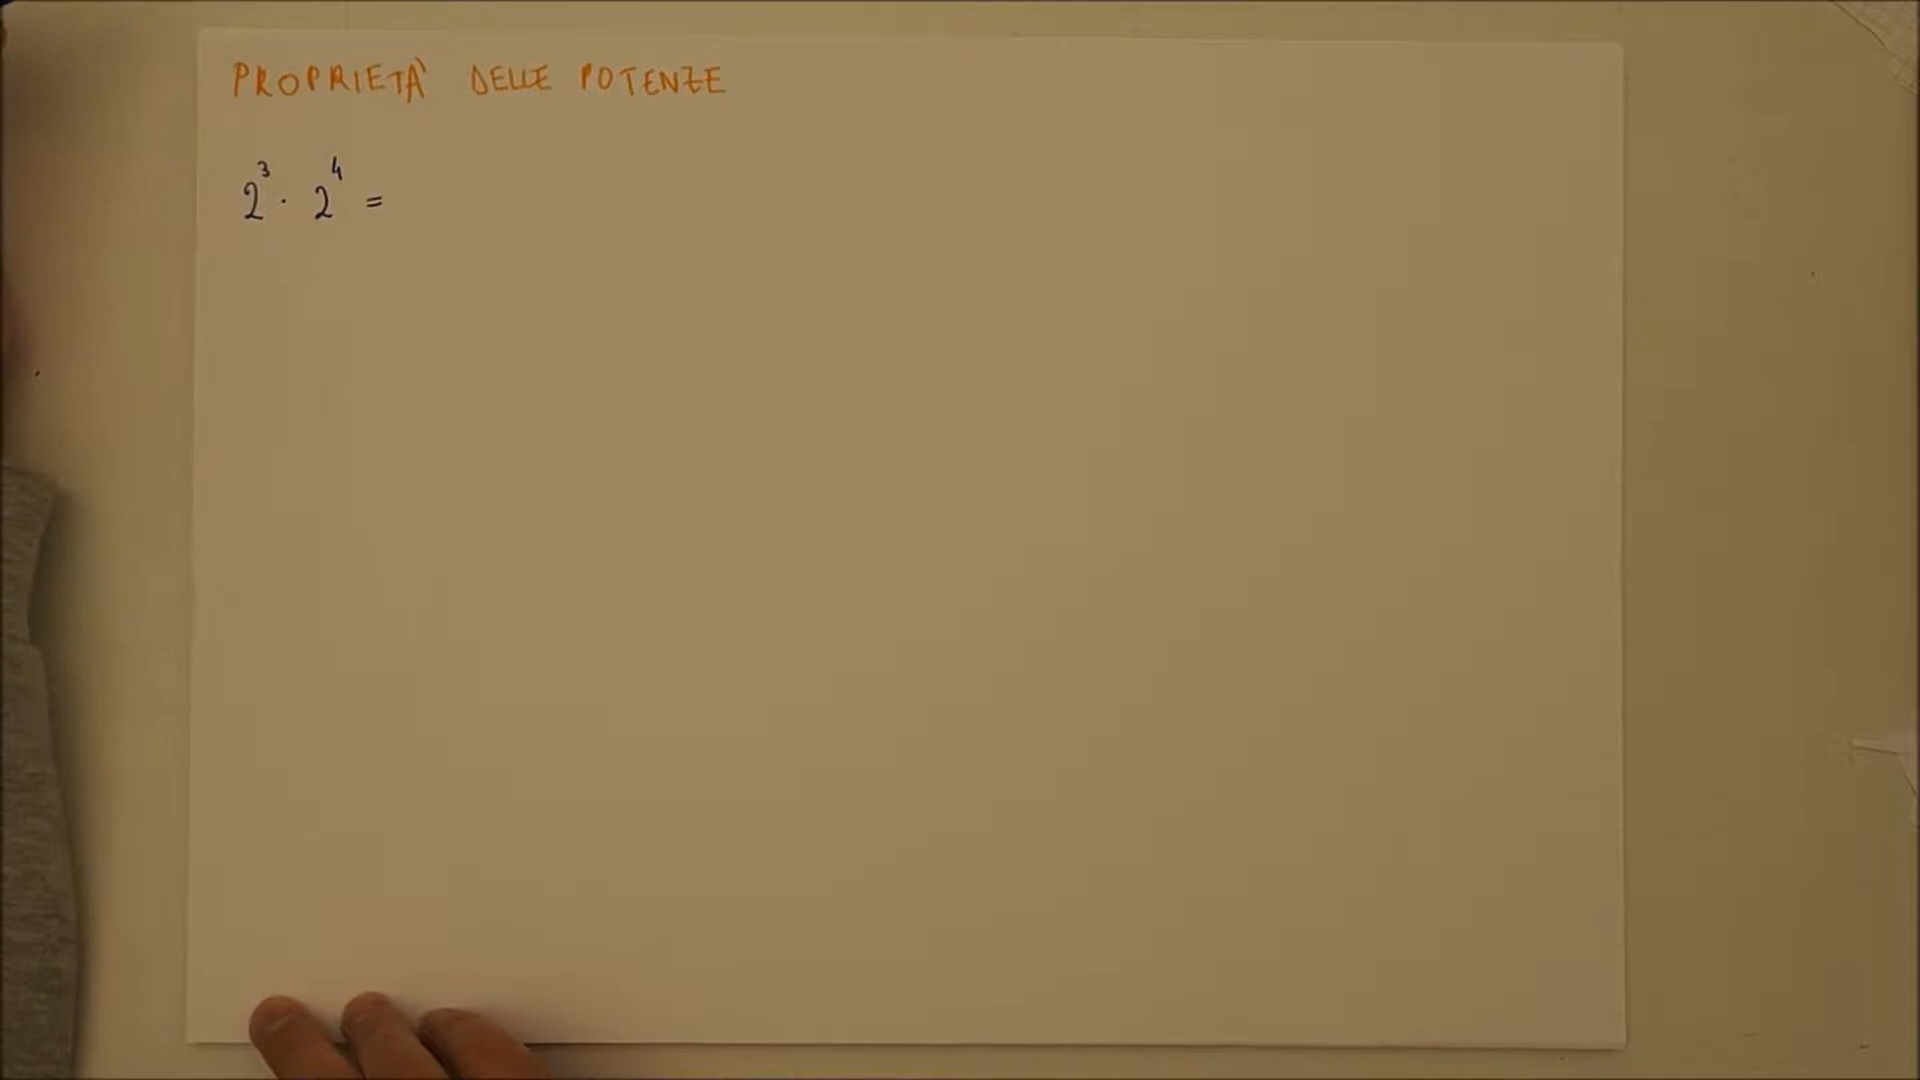 PROPRIETÀ DELLE POTENZE
2³ · 2⁴ =